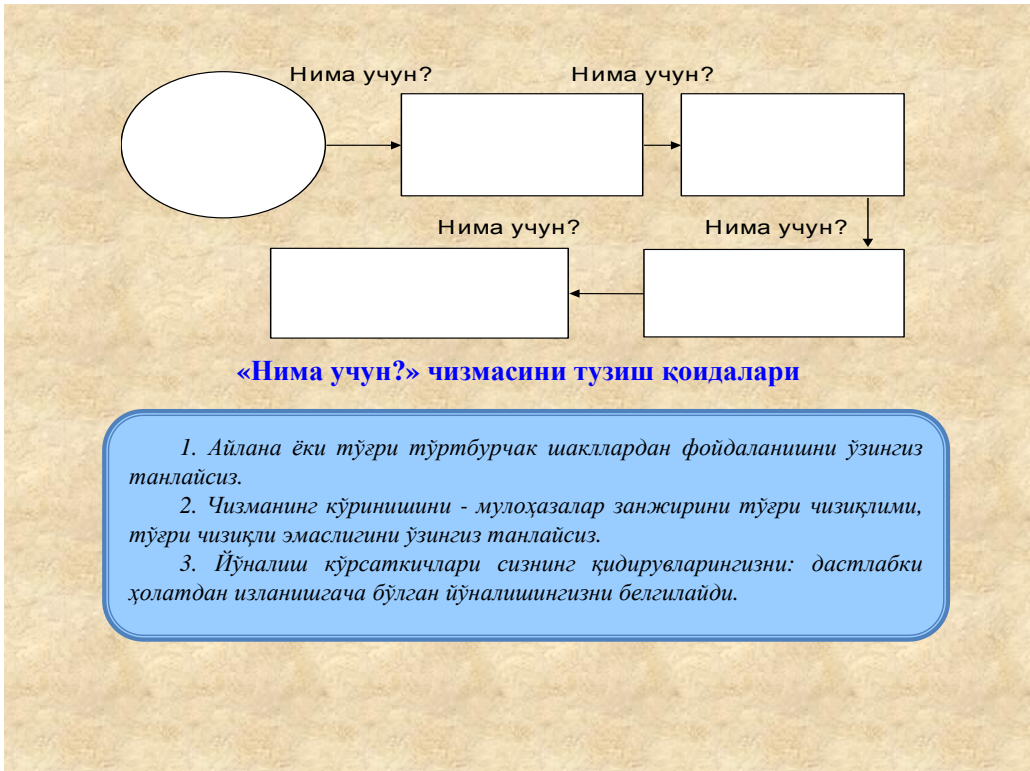 Нима учун? Нима учун?
Нима учун? Нима учун?
«Нима учун?» чизмасини тузиш қоидалари
1. Айлана ёки тўғри тўртбурчак шакллардан фойдаланишни ўзингиз
танлайсиз.
2. Чизманинг кўринишини - мулоҳазалар занжирини тўғри чизиқлими,
тўғри чизиқли эмаслигини ўзингиз танлайсиз.
3. Йўналиш кўрсаткичлари сизнинг қидирувларингизни: дастлабки
ҳолатдан изланишгача бўлган йўналишингизни белгилайди.